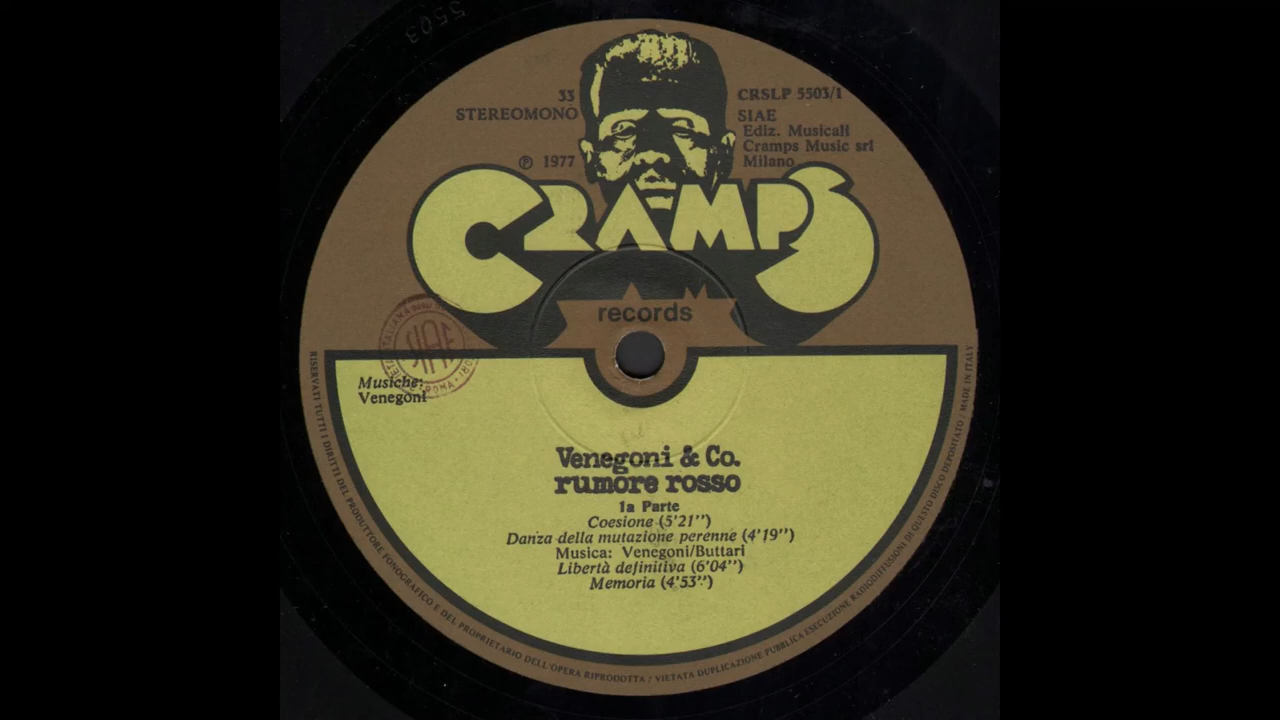 5503
33
STEREOMONO
℗ 1977
CRSLP 5503/1
SIAE
Ediz. Musicali
Cramps Music srl
Milano
CRAMPS
records
SIAE
ROMA
Musiche:
Venegoni
Venegoni & Co.
rumore rosso
1a Parte
Coesione (5'21'')
Danza della mutazione perenne (4'19'')
Musica: Venegoni/Buttari
Libertà definitiva (6'04'')
Memoria (4'53'')
RISERVATI TUTTI I DIRITTI DEL PRODUTTORE FONOGRAFICO E DEL PROPRIETARIO DELL'OPERA RIPRODOTTA / VIETATA DUPLICAZIONE PUBBLICA ESECUZIONE RADIODIFFUSIONI DI QUESTO DISCO DEPOSITATO / MADE IN ITALY